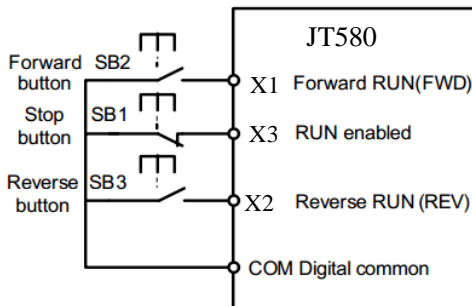 JT580
Forward button SB2 X1 Forward RUN(FWD)
Stop button SB1 X3 RUN enabled
Reverse button SB3 X2 Reverse RUN (REV)
COM Digital common